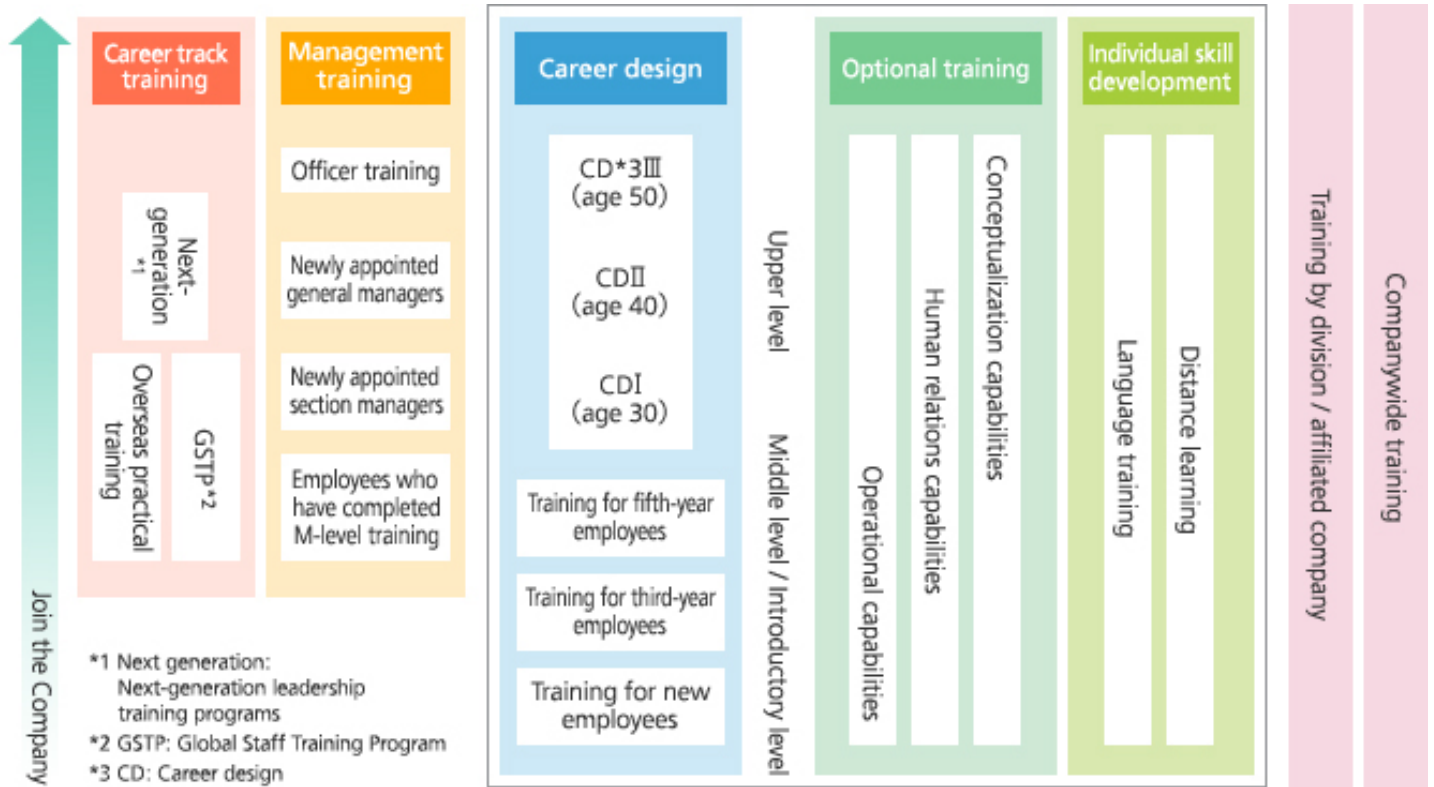 Join the Company
Career track
training
Next-
generation
*1
Overseas practical
training
GSTP*2
Management
training
Officer training
Newly appointed
general managers
Newly appointed
section managers
Employees who
have completed
M-level training
*1 Next generation:
Next-generation leadership
training programs
*2 GSTP: Global Staff Training Program
*3 CD: Career design
Career design
CD*3Ⅲ
(age 50)
CDⅡ
(age 40)
CDⅠ
(age 30)
Training for fifth-year
employees
Training for third-year
employees
Training for new
employees
Upper level
Middle level / Introductory level
Optional training
Operational capabilities
Human relations capabilities
Conceptualization capabilities
Individual skill
development
Language training
Distance learning
Training by division / affiliated company
Companywide training